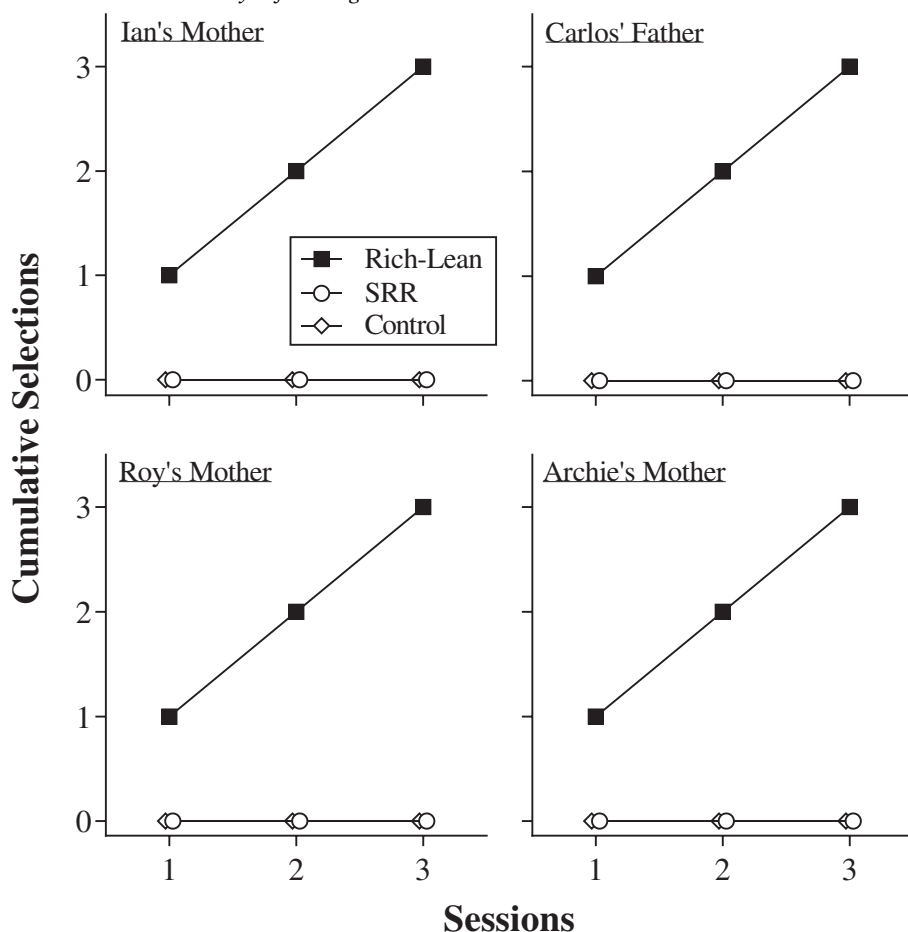 Ian's Mother
Carlos' Father
3
2
1
0
Rich-Lean
SRR
Control
Cumulative Selections
Roy's Mother
Archie's Mother
3
2
1
0
1 2 3 1 2 3
Sessions